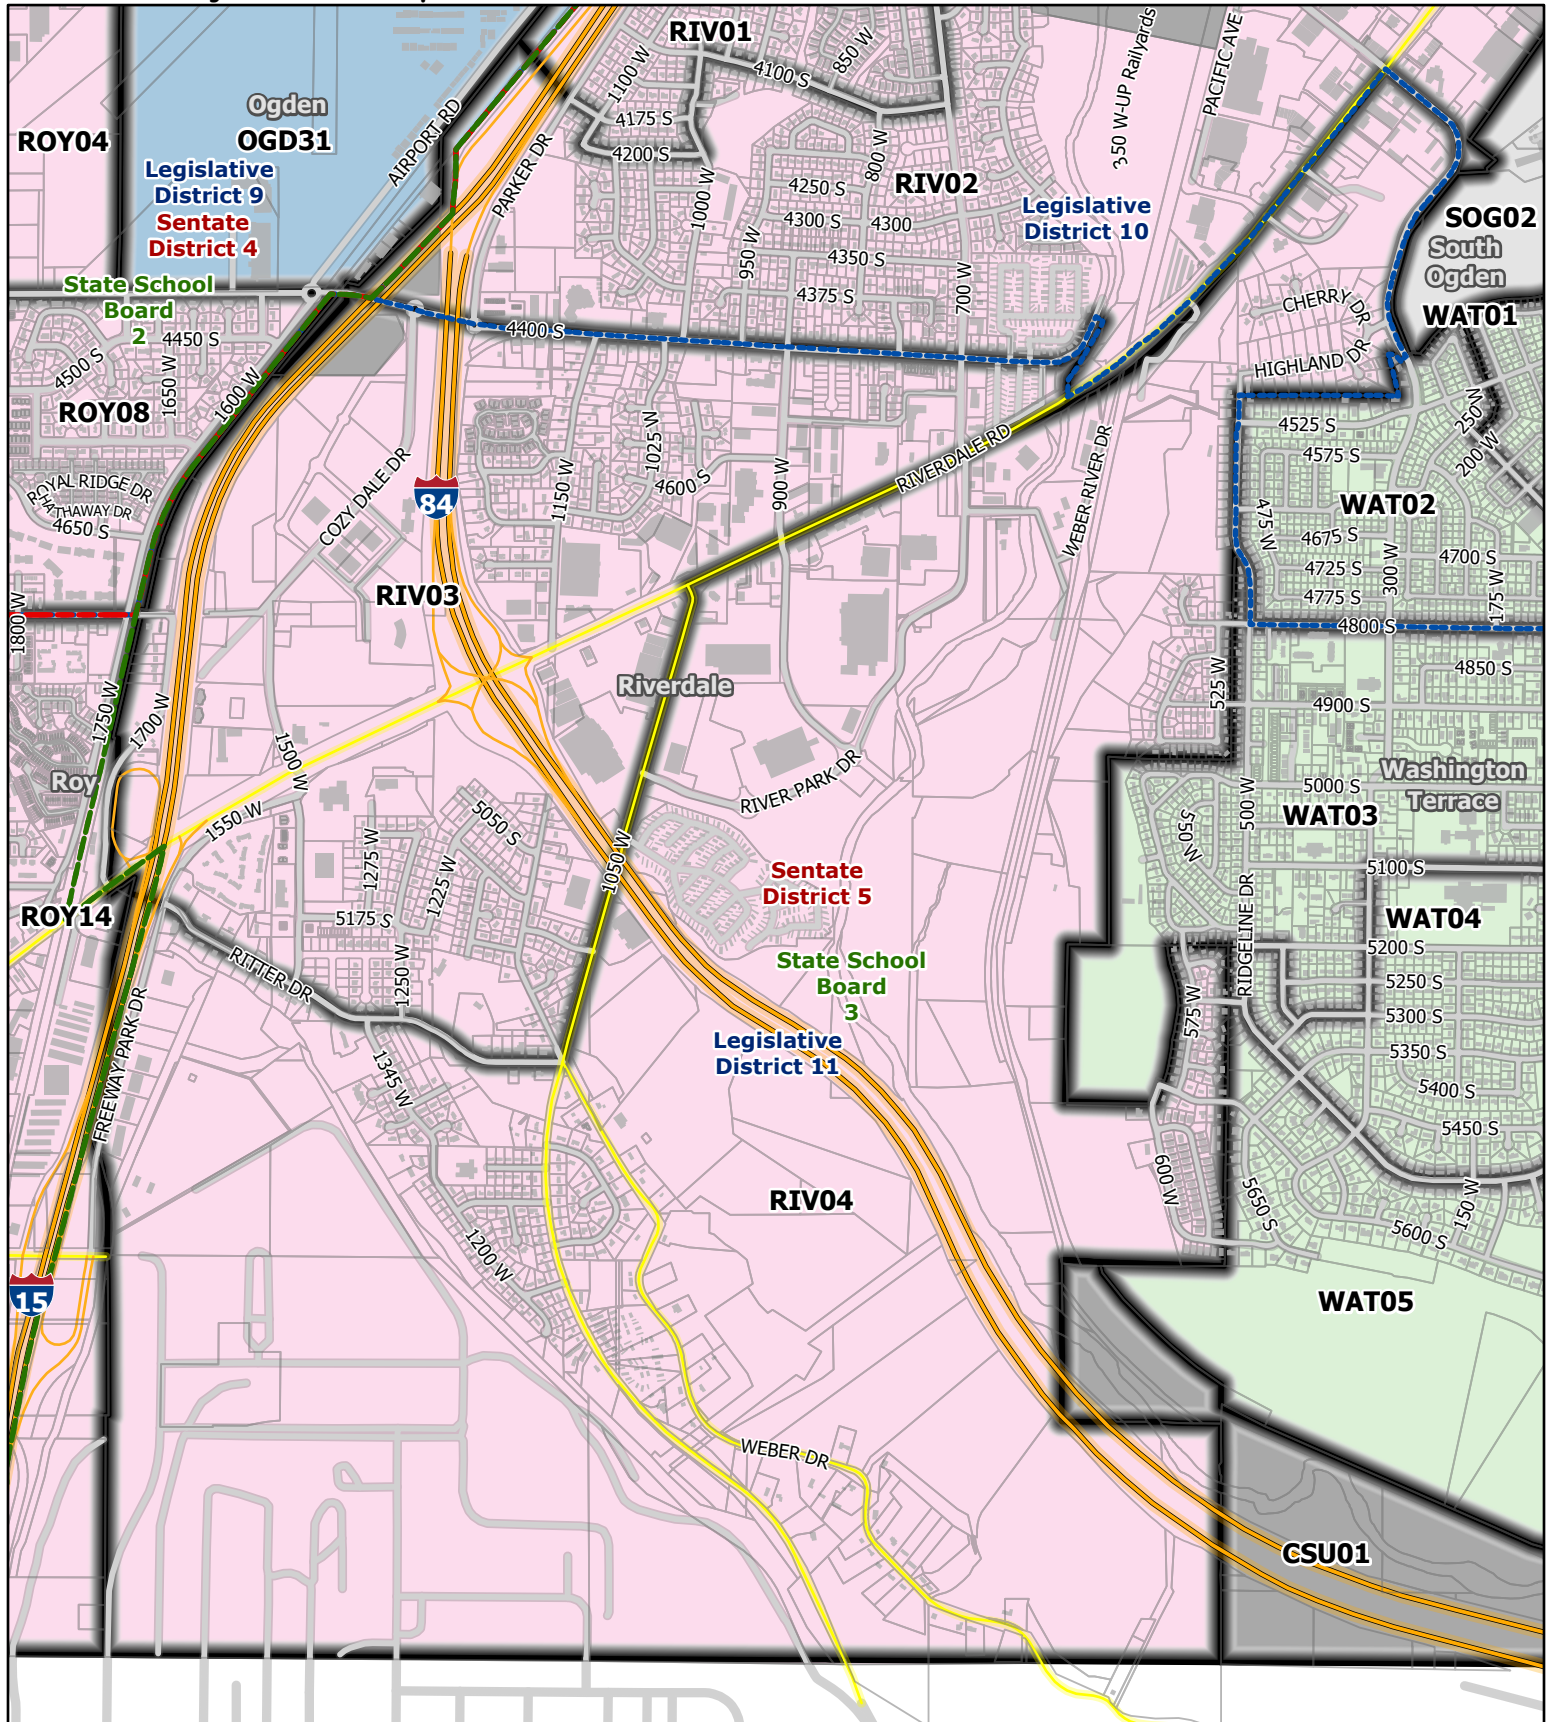 RIV01
850 W
1100 W
4100 S
350 W-UP Railyards
PACIFIC AVE
Ogden
OGD31
ROY04
AIRPORT RD
4175 S
4200 S
PARKER DR
800 W
Legislative
District 9
Sentate
District 4
4250 S
RIV02
1000 W
4300 S
4300
Legislative
District 10
SOG02
South
Ogden
950 W
4350 S
State School
Board
2
4375 S
700 W
CHERRY DR
WAT01
4400 S
4450 S
4500 S
1650 W
HIGHLAND DR
1600 W
ROY08
250 W
4525 S
200 W
4575 S
1025 W
RIVERDALE RD
COZY DALE DR
ROYAL RIDGE DR
HATHAWAY DR
4650 S
84
1150 W
4600 S
900 W
WEBER RIVER DR
WAT02
475 W
4675 S
4700 S
300 W
4725 S
175 W
4775 S
RIV03
1800 W
4800 S
4850 S
Riverdale
525 W
4900 S
1750 W
1700 W
1500 W
Roy
RIVER PARK DR
Washington
Terrace
5000 S
500 W
WAT03
550 W
1550 W
5050 S
1275 W
1225 W
1050 W
5100 S
Sentate
District 5
RIDGELINE DR
ROY14
5175 S
WAT04
5200 S
RITTER DR
1250 W
State School
Board
3
5250 S
575 W
5300 S
FREEWAY PARK DR
Legislative
District 11
5350 S
1345 W
5400 S
5450 S
600 W
RIV04
5650 S
150 W
5600 S
1200 W
15
WAT05
WEBER DR
CSU01